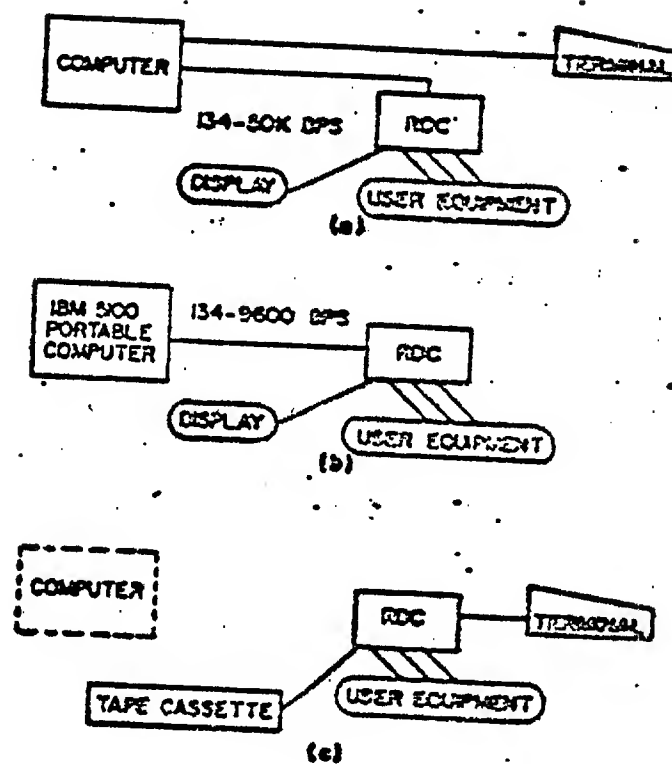 COMPUTER
TERMINAL
134-50K BPS
RDC
DISPLAY
USER EQUIPMENT
(a)
IBM 5100
PORTABLE
COMPUTER
134-9600 BPS
RDC
DISPLAY
USER EQUIPMENT
(b)
COMPUTER
RDC
TERMINAL
TAPE CASSETTE
USER EQUIPMENT
(c)